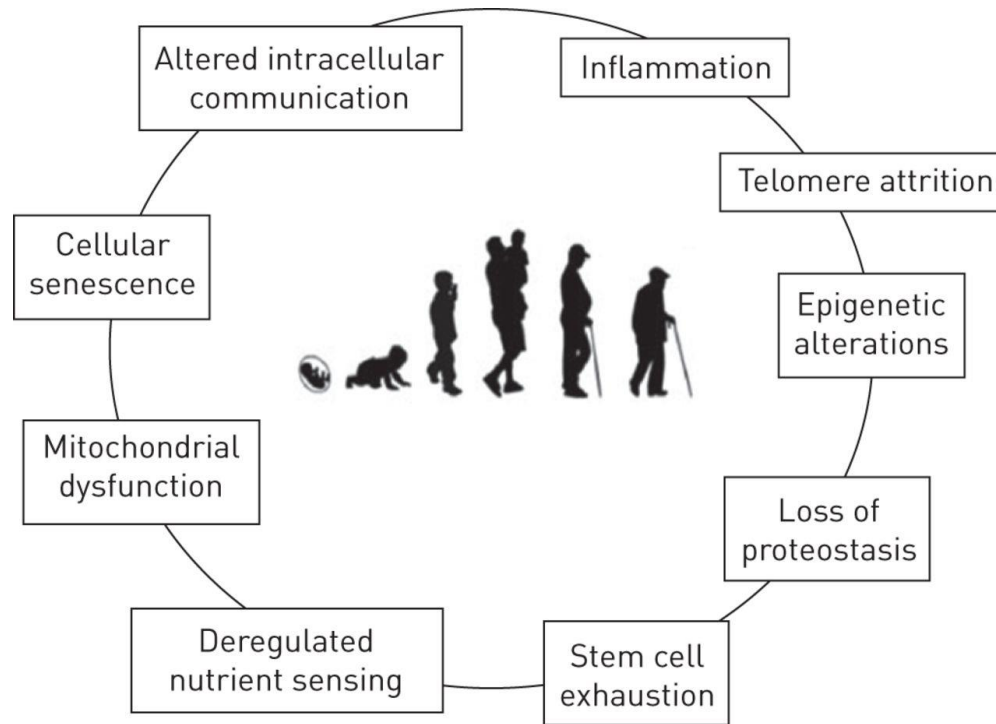 Altered intracellular
communication
Inflammation
Telomere attrition
Epigenetic
alterations
Loss of
proteostasis
Stem cell
exhaustion
Deregulated
nutrient sensing
Mitochondrial
dysfunction
Cellular
senescence